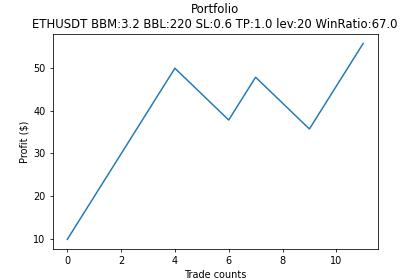 Portfolio
ETHUSDT BBM:3.2 BBL:220 SL:0.6 TP:1.0 lev:20 WinRatio:67.0
50
40
30
20
10
Profit ($)
0 2 4 6 8 10
Trade counts